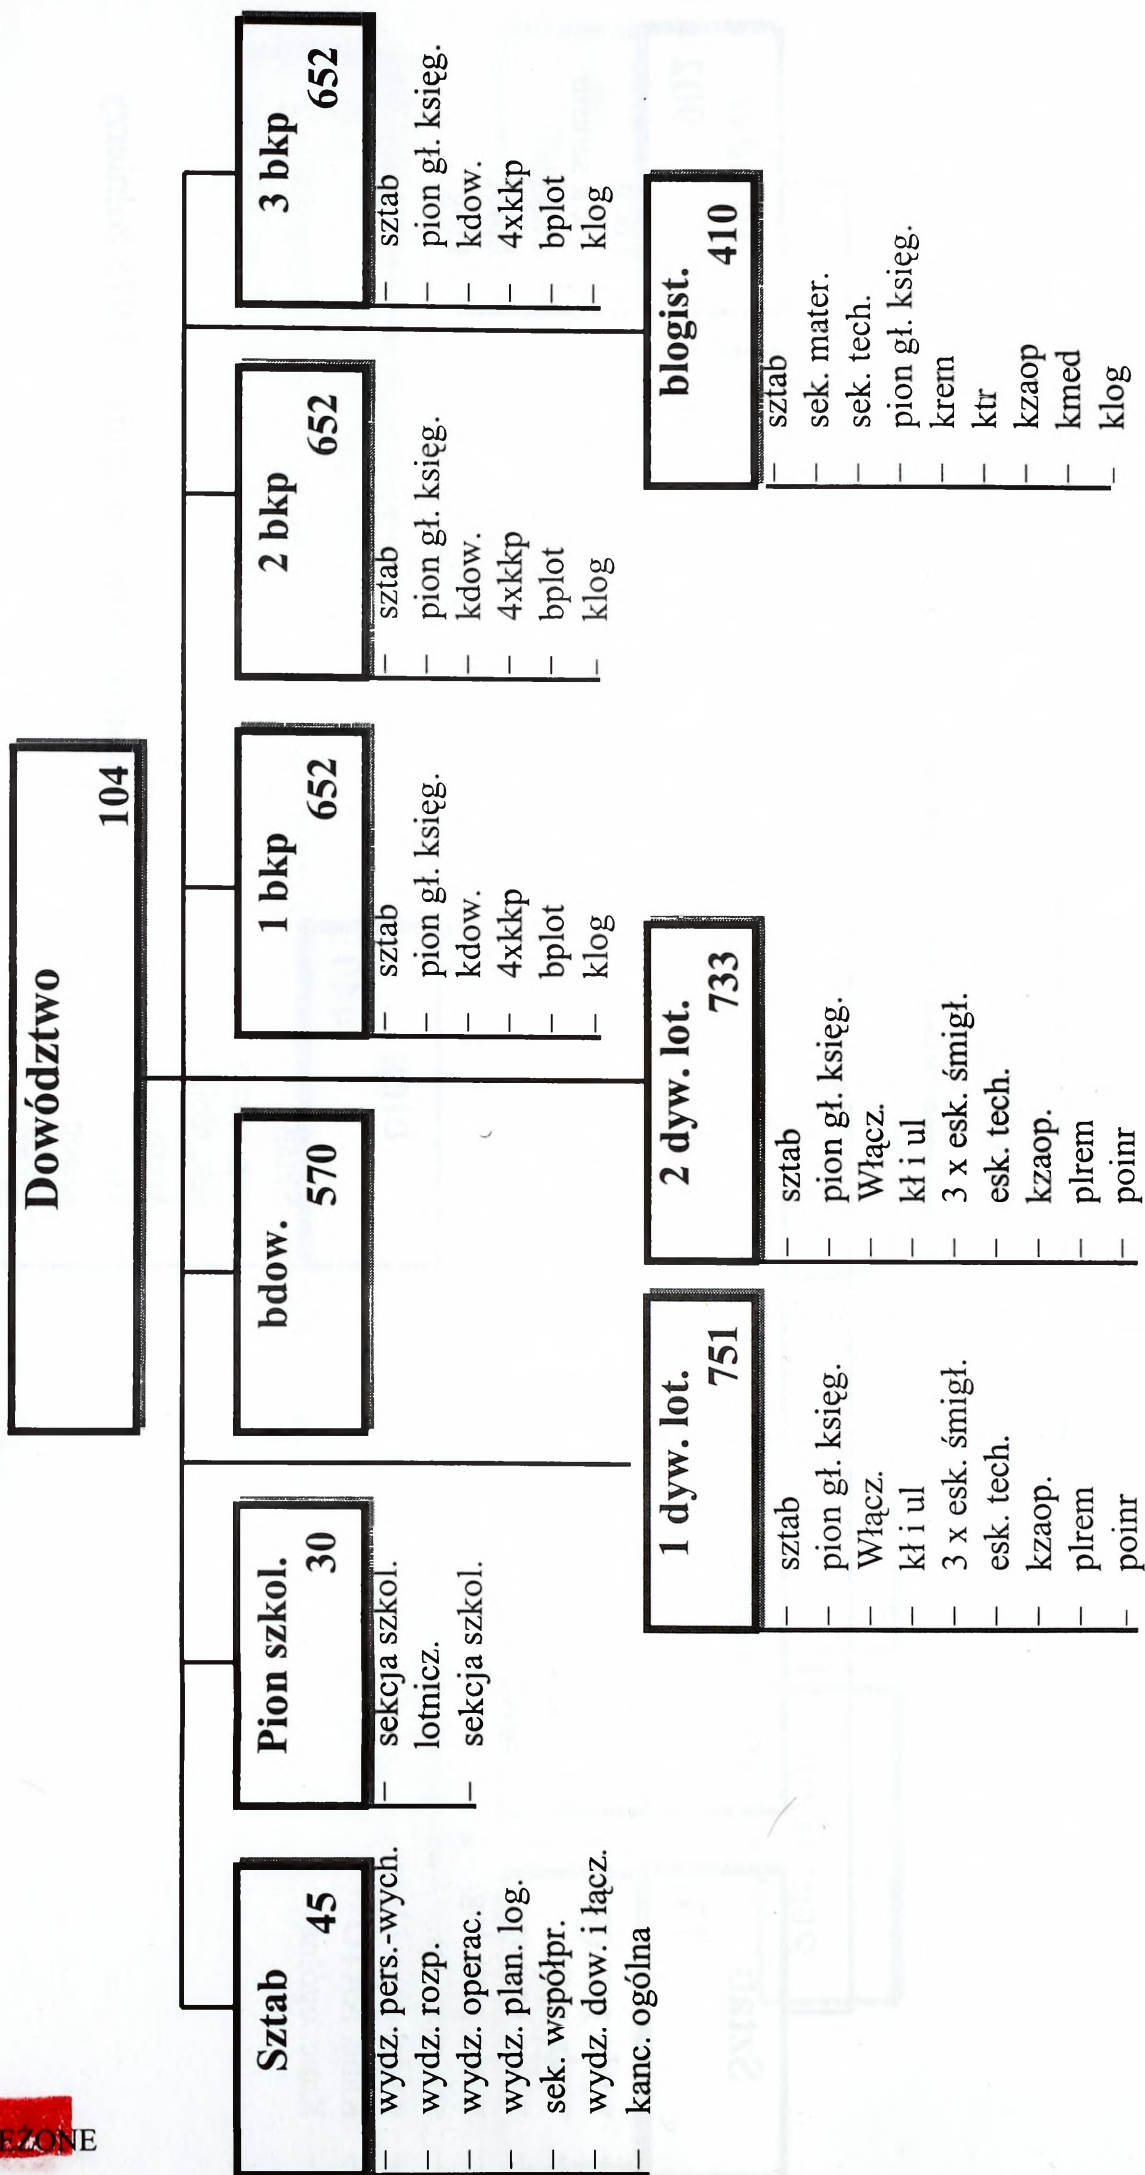 Dowództwo
104
Sztab
45
– wydz. pers.-wych.
– wydz. rozp.
– wydz. operac.
– wydz. plan. log.
– sek. współpr.
– wydz. dow. i łącz.
– kanc. ogólna
Pion szkol.
30
– sekcja szkol.
lotnicz.
– sekcja szkol.
bdow.
570
1 bkp
652
– sztab
– pion gł. księg.
– kdow.
– 4xkkp
– bplot
– klog
2 bkp
652
– sztab
– pion gł. księg.
– kdow.
– 4xkkp
– bplot
– klog
3 bkp
652
– sztab
– pion gł. księg.
– kdow.
– 4xkkp
– bplot
– klog
1 dyw. lot.
751
– sztab
– pion gł. księg.
– Włącz.
– kł i ul
– 3 x esk. śmigł.
– esk. tech.
– kzaop.
– plrem
– poinr
2 dyw. lot.
733
– sztab
– pion gł. księg.
– Włącz.
– kł i ul
– 3 x esk. śmigł.
– esk. tech.
– kzaop.
– plrem
– poinr
blogist.
410
– sztab
– sek. mater.
– sek. tech.
– pion gł. księg.
– krem
– ktr
– kzaop
– kmed
– klog